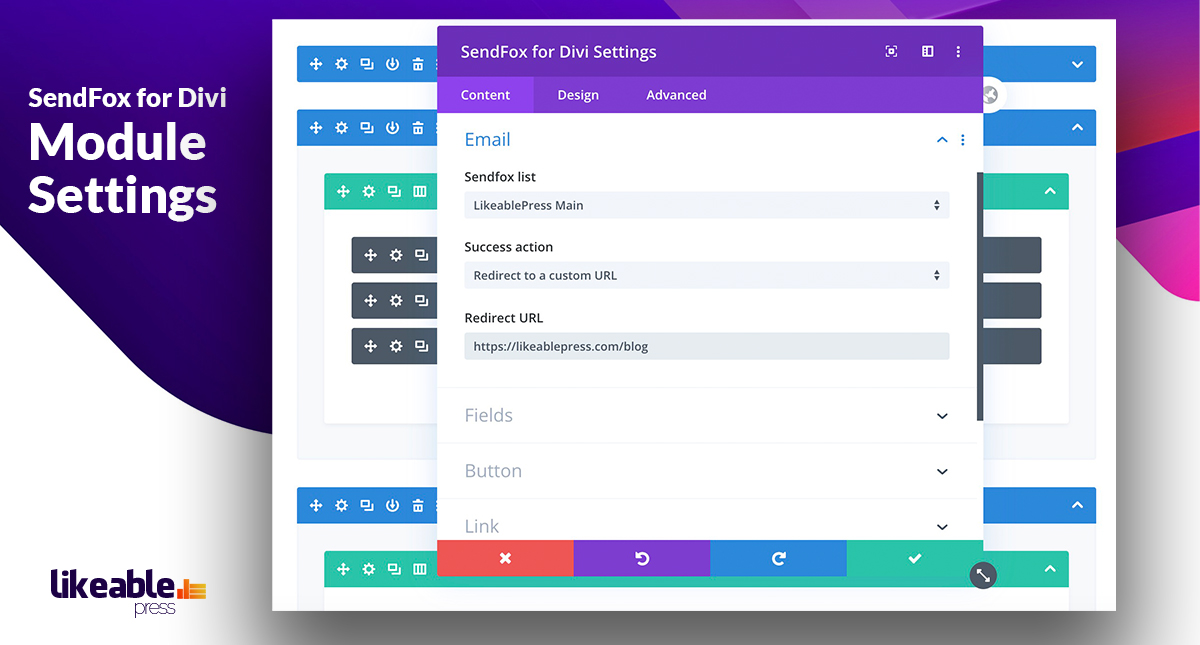 SendFox for Divi
Module
Settings
SendFox for Divi Settings
Content
Design
Advanced
Email
Sendfox list
LikeablePress Main
Success action
Redirect to a custom URL
Redirect URL
https://likeablepress.com/blog
Fields
Button
Link
likeable
press